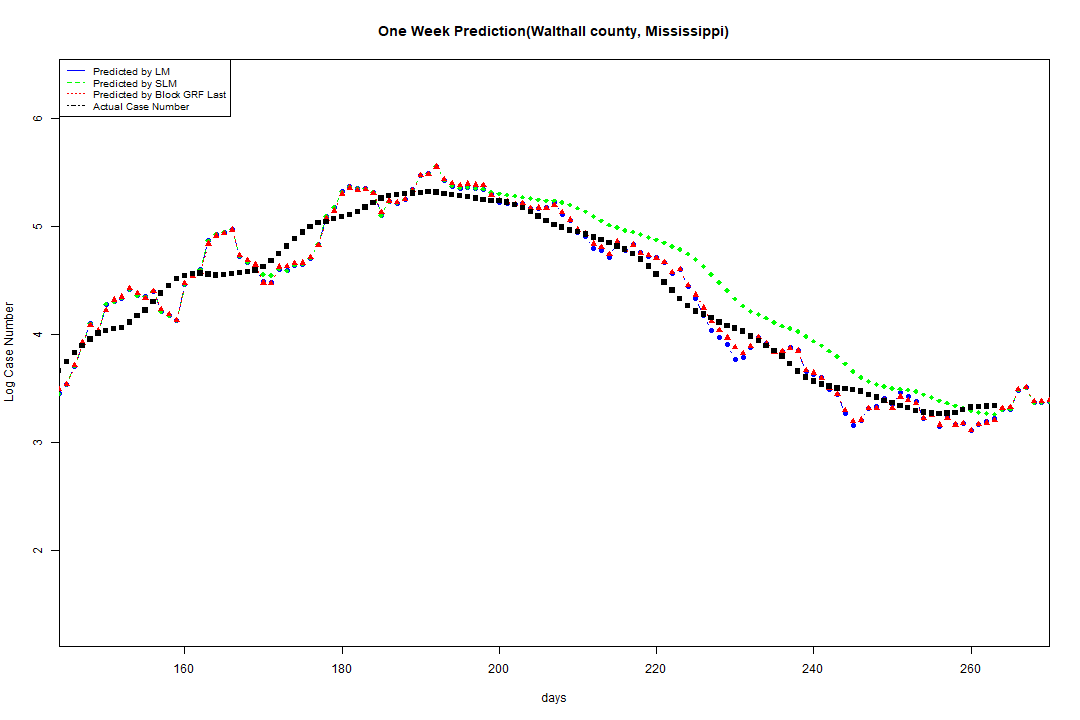 One Week Prediction(Walthall county, Mississippi)
Predicted by LM
Predicted by SLM
Predicted by Block GRF Last
Actual Case Number
6
5
4
3
2
Log Case Number
160 180 200 220 240 260
days